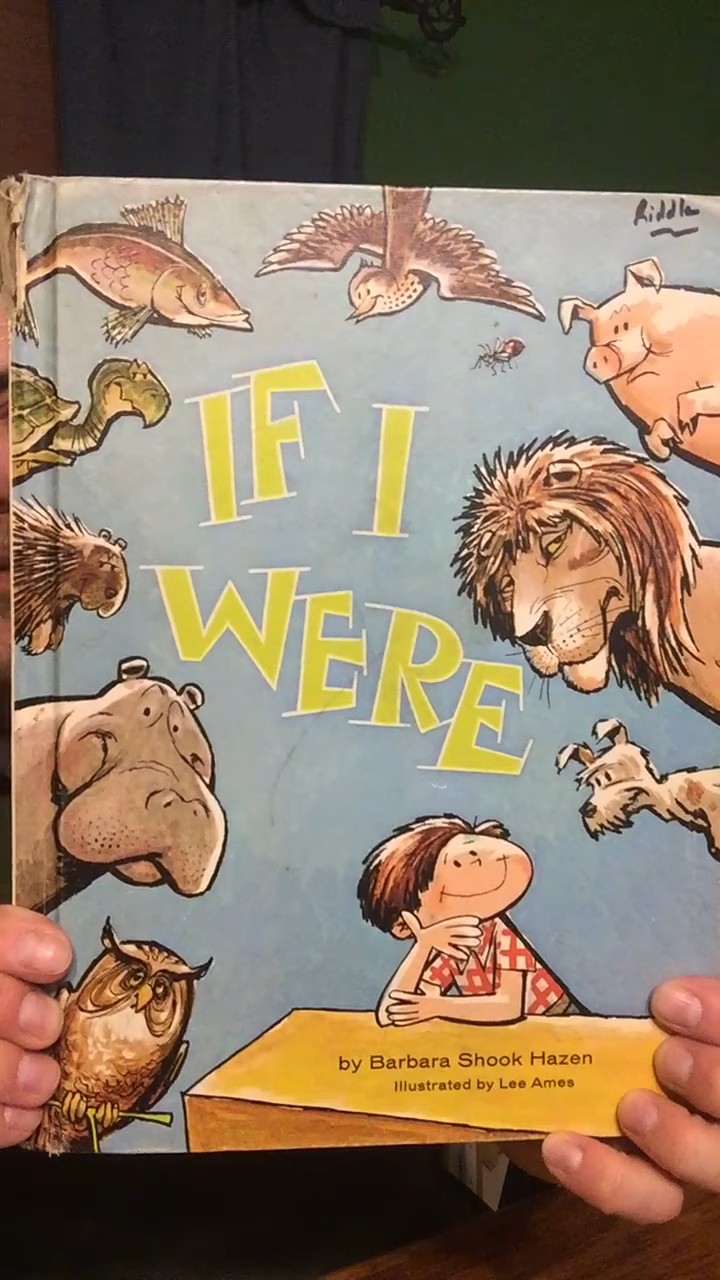 Riddle
IF I
WERE
by Barbara Shook Hazen
Illustrated by Lee Ames